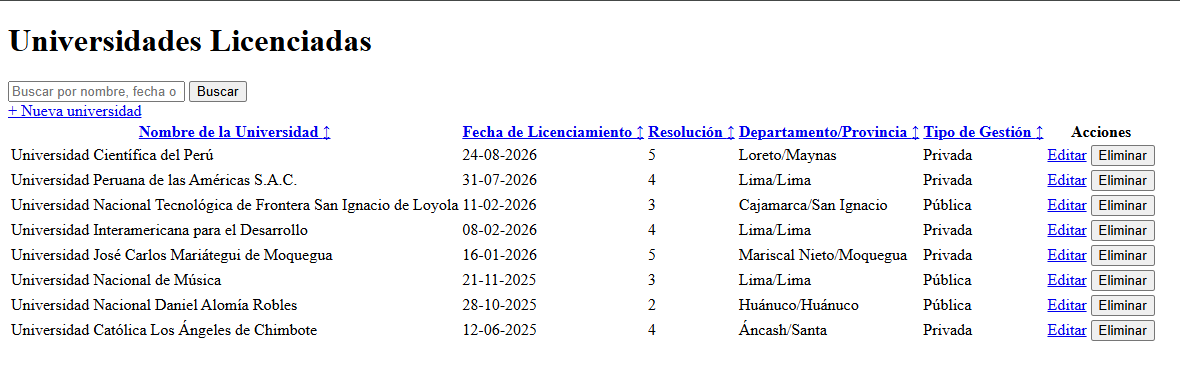 Universidades Licenciadas
Buscar por nombre, fecha o Buscar
+ Nueva universidad
Nombre de la Universidad ↕ Fecha de Licenciamiento ↕ Resolución ↕ Departamento/Provincia ↕ Tipo de Gestión ↕ Acciones
Universidad Científica del Perú 24-08-2026 5 Loreto/Maynas Privada Editar Eliminar
Universidad Peruana de las Américas S.A.C. 31-07-2026 4 Lima/Lima Privada Editar Eliminar
Universidad Nacional Tecnológica de Frontera San Ignacio de Loyola 11-02-2026 3 Cajamarca/San Ignacio Pública Editar Eliminar
Universidad Interamericana para el Desarrollo 08-02-2026 4 Lima/Lima Privada Editar Eliminar
Universidad José Carlos Mariátegui de Moquegua 16-01-2026 5 Mariscal Nieto/Moquegua Privada Editar Eliminar
Universidad Nacional de Música 21-11-2025 3 Lima/Lima Pública Editar Eliminar
Universidad Nacional Daniel Alomía Robles 28-10-2025 2 Huánuco/Huánuco Pública Editar Eliminar
Universidad Católica Los Ángeles de Chimbote 12-06-2025 4 Áncash/Santa Privada Editar Eliminar